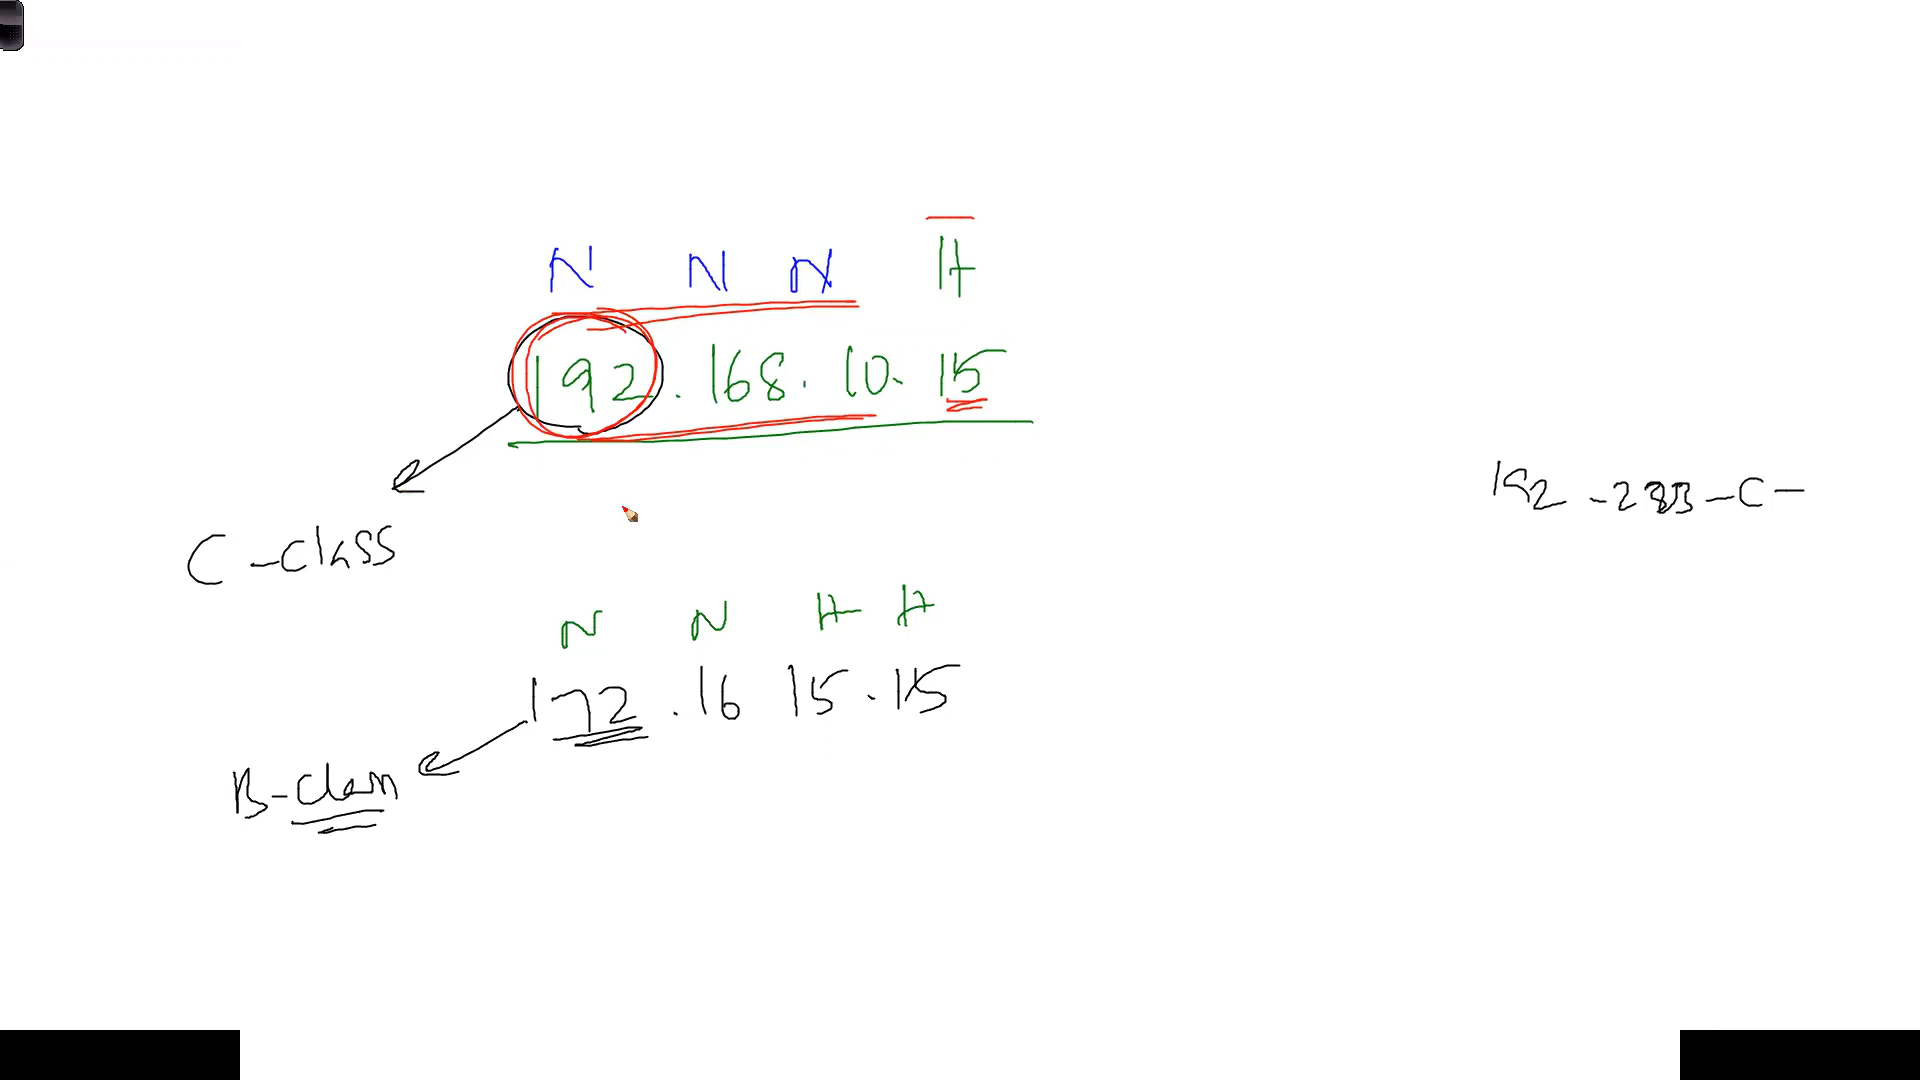 N N N H
192.168.10.15
192 - 223 - C -
C - Class
N N H H
172.16 15.15
B - Class